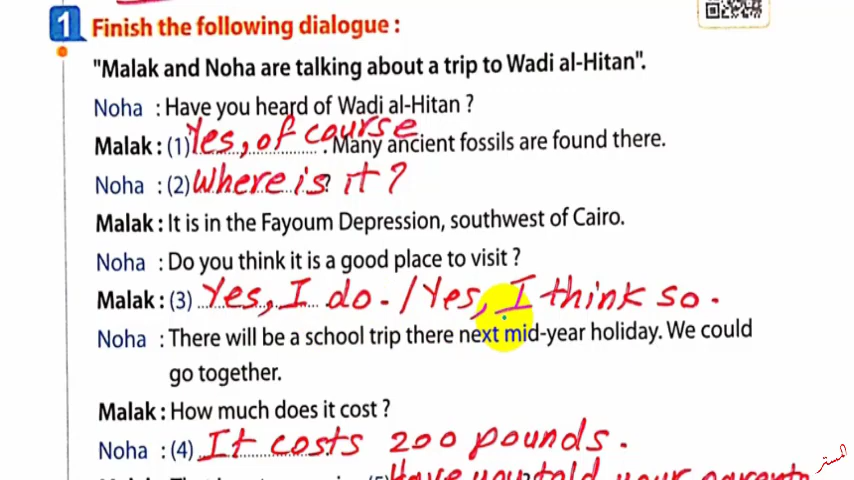 1 Finish the following dialogue :
"Malak and Noha are talking about a trip to Wadi al-Hitan".
Noha : Have you heard of Wadi al-Hitan ?
Malak : (1) Yes, of course . Many ancient fossils are found there.
Noha : (2) Where is it ?
Malak : It is in the Fayoum Depression, southwest of Cairo.
Noha : Do you think it is a good place to visit ?
Malak : (3) Yes, I do. / Yes, I think so.
Noha : There will be a school trip there next mid-year holiday. We could
go together.
Malak : How much does it cost ?
Noha : (4) It costs 200 pounds.
Have you told your parents
المستر